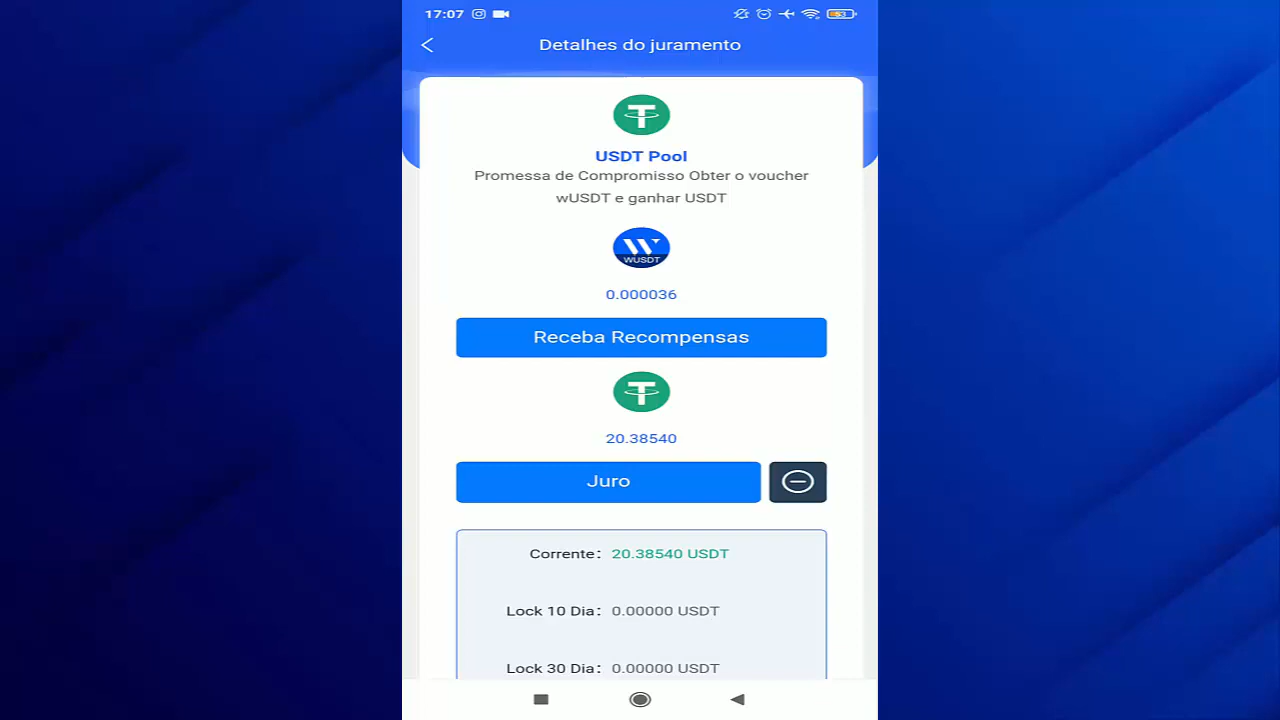 17:07
53
Detalhes do juramento
USDT Pool
Promessa de Compromisso Obter o voucher
wUSDT e ganhar USDT
WUSDT
0.000036
Receba Recompensas
20.38540
Juro
Corrente: 20.38540 USDT
Lock 10 Dia: 0.00000 USDT
Lock 30 Dia: 0.00000 USDT